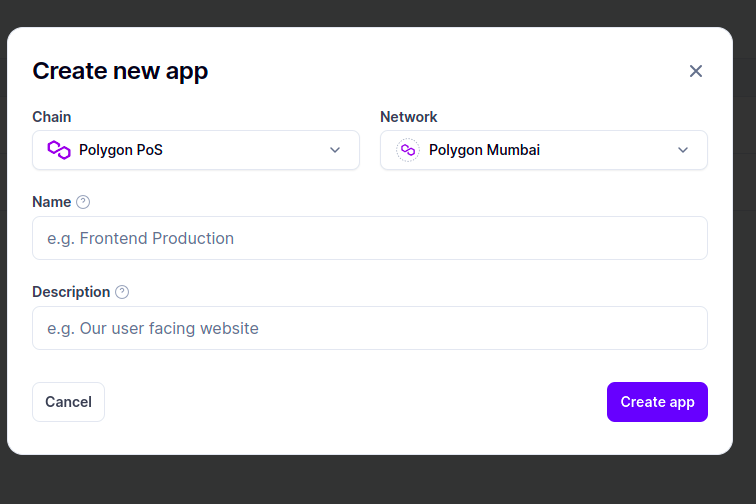 Create new app
Chain
Network
Polygon PoS
Polygon Mumbai
Name ?
e.g. Frontend Production
Description ?
e.g. Our user facing website
Cancel
Create app